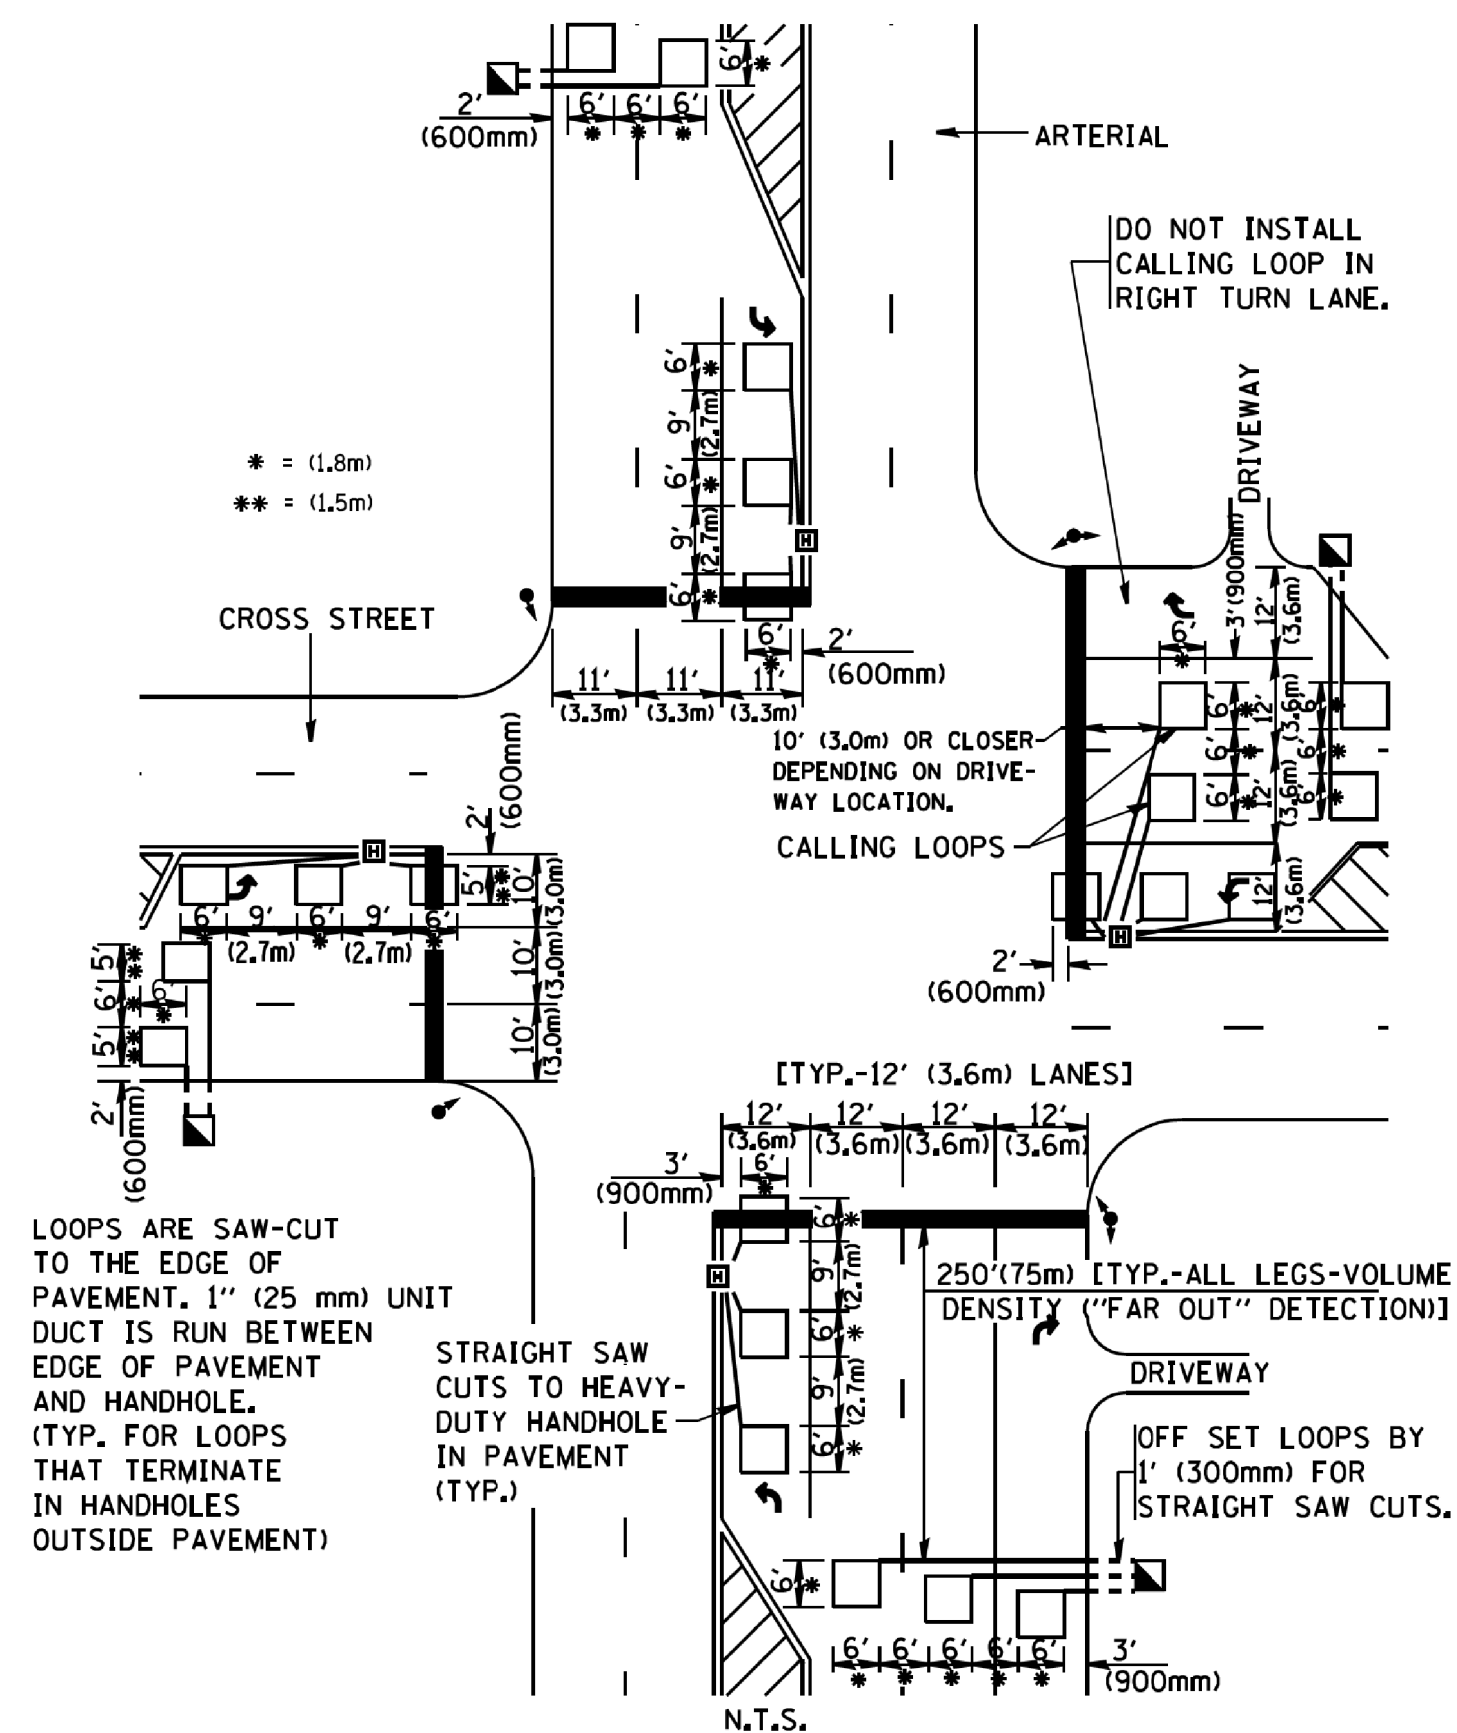 6'
*
2'
(600mm)
6' 6' 6'
* * *
ARTERIAL
DO NOT INSTALL
CALLING LOOP IN
RIGHT TURN LANE.
DRIVEWAY
6'
*
9'
(2.7m)
6'
*
9'
(2.7m)
6'
*
* = (1.8m)
** = (1.5m)
H
CROSS STREET
6'
*
2'
(600mm)
11' 11' 11'
(3.3m) (3.3m) (3.3m)
3'(900mm)
12'
(3.6m)
6'
*
6' * 12' (3.6m) 6' *
6' * 6' *
6' * 12' (3.6m) 6' *
12'
(3.6m)
10' (3.0m) OR CLOSER
DEPENDING ON DRIVE-
WAY LOCATION.
CALLING LOOPS
H
2'
(600mm)
2'
(600mm)
H
5'
**
10'
(3.0m)
6' 9' 6' 9' 6'
* (2.7m) * (2.7m) *
5'
**
6'
*
6'
*
10'
(3.0m)
5'
**
10'
(3.0m)
2'
(600mm)
[TYP.-12' (3.6m) LANES]
12' 12' 12' 12'
(3.6m) (3.6m) (3.6m) (3.6m)
3'
(900mm)
6'
*
6'
*
9'
(2.7m)
6'
*
9'
(2.7m)
6'
*
H
250'(75m) [TYP.-ALL LEGS-VOLUME
DENSITY ("FAR OUT" DETECTION)]
LOOPS ARE SAW-CUT
TO THE EDGE OF
PAVEMENT. 1" (25 mm) UNIT
DUCT IS RUN BETWEEN
EDGE OF PAVEMENT
AND HANDHOLE.
(TYP. FOR LOOPS
THAT TERMINATE
IN HANDHOLES
OUTSIDE PAVEMENT)
STRAIGHT SAW
CUTS TO HEAVY-
DUTY HANDHOLE
IN PAVEMENT
(TYP.)
DRIVEWAY
OFF SET LOOPS BY
1' (300mm) FOR
STRAIGHT SAW CUTS.
6'
*
6' 6' 6' 6' 6'
* * * * *
3'
(900mm)
N.T.S.